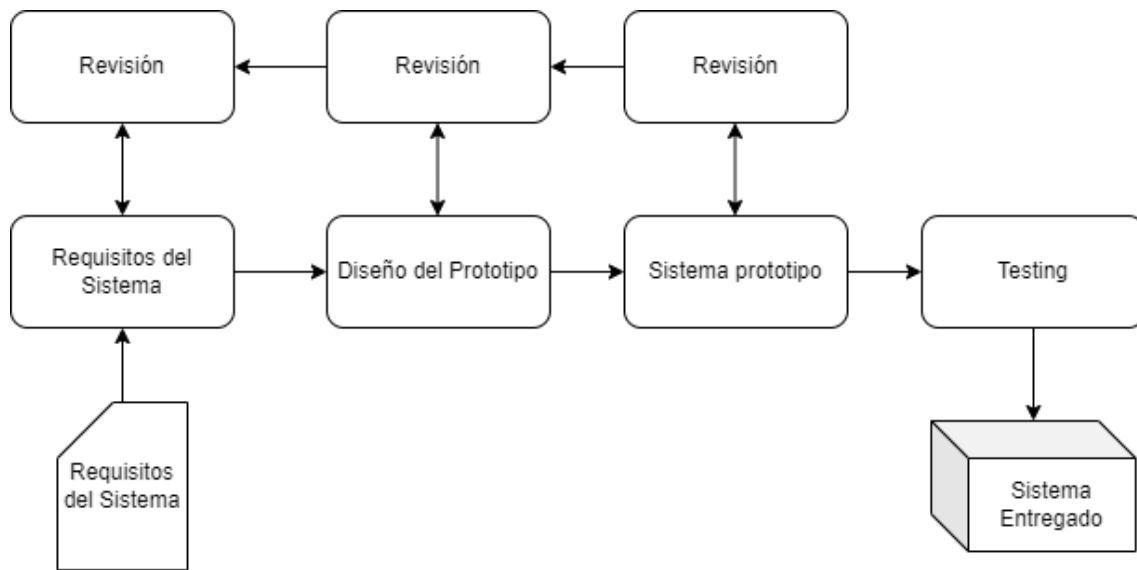 Revisión
Revisión
Revisión
Requisitos del
Sistema
Diseño del Prototipo
Sistema prototipo
Testing
Requisitos
del Sistema
Sistema
Entregado